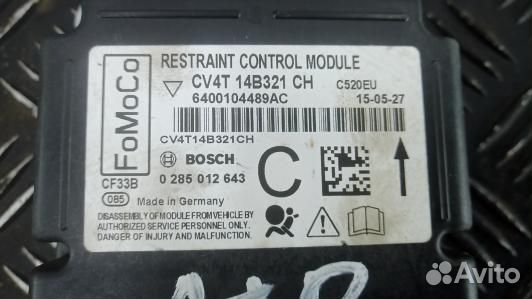 FoMoCo
RESTRAINT CONTROL MODULE
CV4T 14B321 CH C520EU
6400104489AC 15-05-27
CV4T14B321CH
BOSCH
CF33B 0 285 012 643 C
085 Made in Germany
DISASSEMBLY OF MODULE FROM VEHICLE BY
AUTHORIZED SERVICE PERSONNEL ONLY.
DANGER OF INJURY AND MALFUNCTION.
Avito